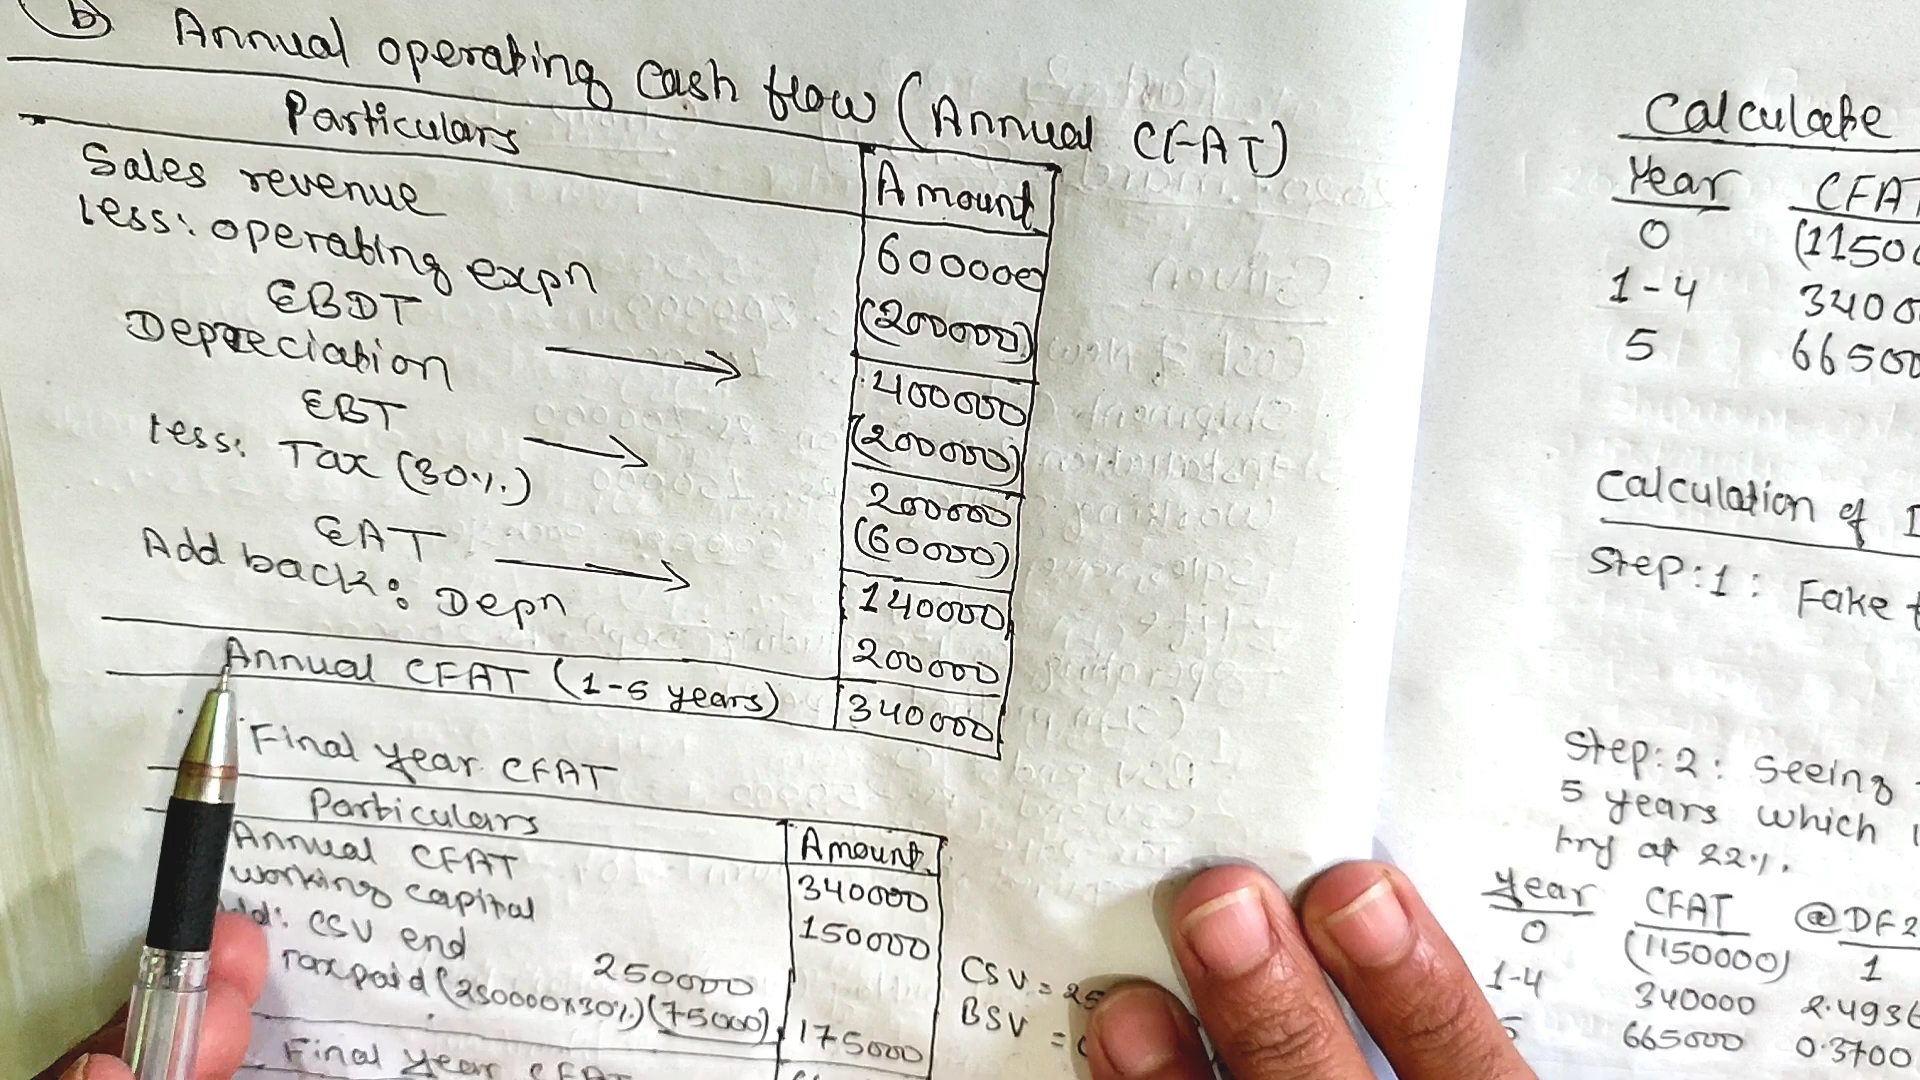 b) Annual operating cash flow (Annual CFAT)
Particulars Amount
Sales revenue 600000
Less: operating expn (200000)
EBDT 400000
Depreciation (200000)
EBT 200000
Less: Tax (30%) (60000)
EAT 140000
Add back: Depn 200000
Annual CFAT (1-5 years) 340000
Final year CFAT
Particulars Amount
Annual CFAT 340000
working capital 150000
CSV end 250000
Tax paid (250000x30%) (75000) 175000
Final year CFAT
CSV = 25
BSV =
Calculate
Year CFAT
0 (1150
1-4 3400
5 66500
Calculation of
Step:1: Fake
Step:2: Seeing
5 years which
try at 22%.
year CFAT @DF2
0 (1150000) 1
1-4 340000 2.4936
5 665000 0.3700